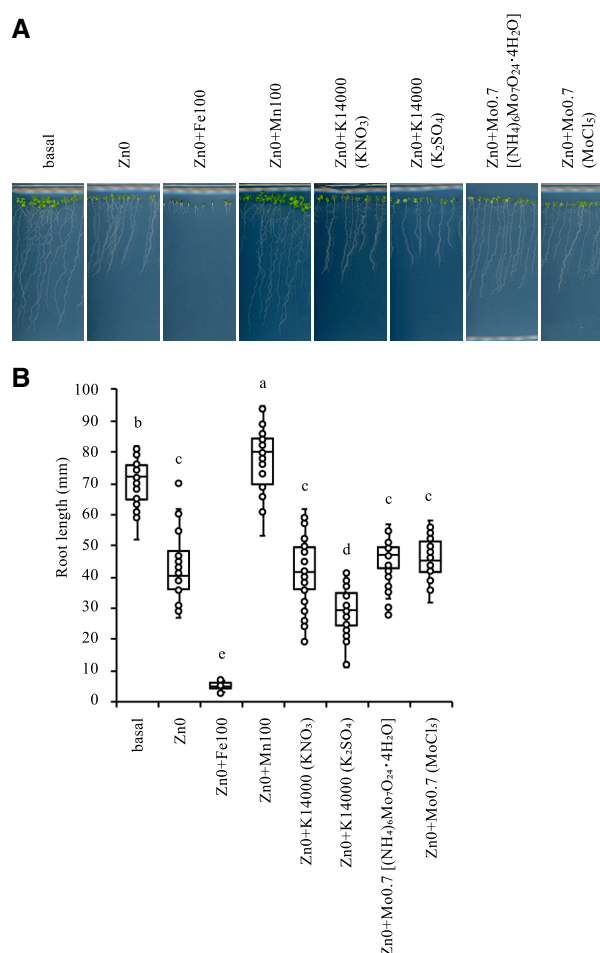 A
basal
Zn0
Zn0+Fe100
Zn0+Mn100
Zn0+K14000
(KNO₃)
Zn0+K14000
(K₂SO₄)
Zn0+Mo0.7
[(NH₄)₆Mo₇O₂₄·4H₂O]
Zn0+Mo0.7
(MoCl₅)
B
Root length (mm)
100
90
80
70
60
50
40
30
20
10
0
b
c
e
a
c
d
c
c
basal
Zn0
Zn0+Fe100
Zn0+Mn100
Zn0+K14000 (KNO₃)
Zn0+K14000 (K₂SO₄)
Zn0+Mo0.7 [(NH₄)₆Mo₇O₂₄·4H₂O]
Zn0+Mo0.7 (MoCl₅)